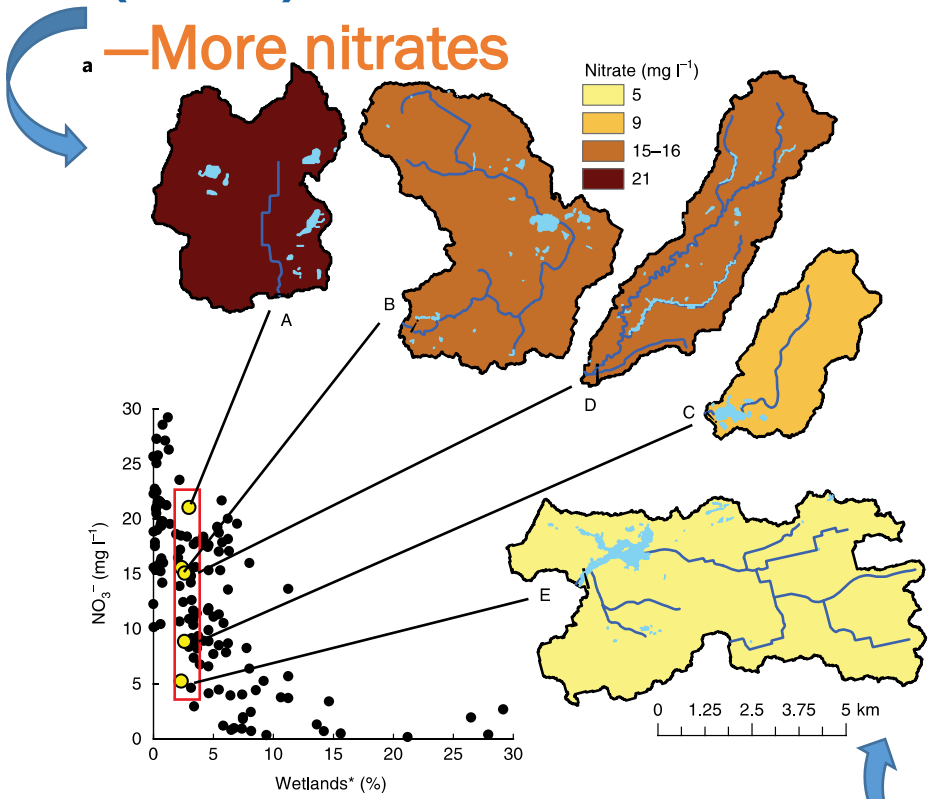 —More nitrates
a
Nitrate (mg l⁻¹)
5
9
15–16
21
A
B
D
C
E
30
25
20
15
10
5
0
NO₃⁻ (mg l⁻¹)
0 5 10 15 20 25 30
Wetlands* (%)
0 1.25 2.5 3.75 5 km